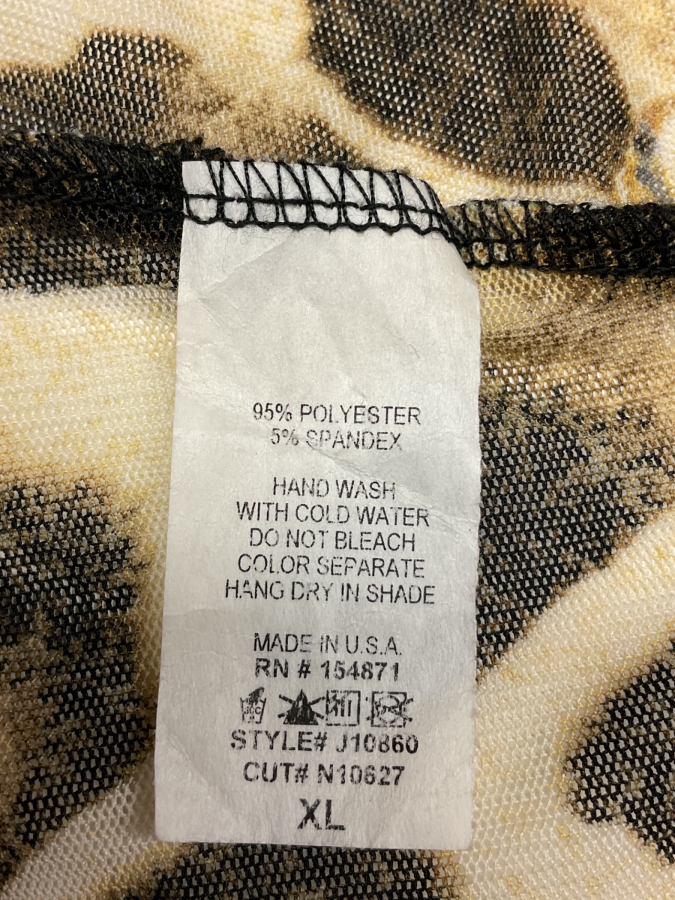 95% POLYESTER
5% SPANDEX
HAND WASH
WITH COLD WATER
DO NOT BLEACH
COLOR SEPARATE
HANG DRY IN SHADE
MADE IN U.S.A.
RN # 154871
STYLE# J10860
CUT# N10627
XL